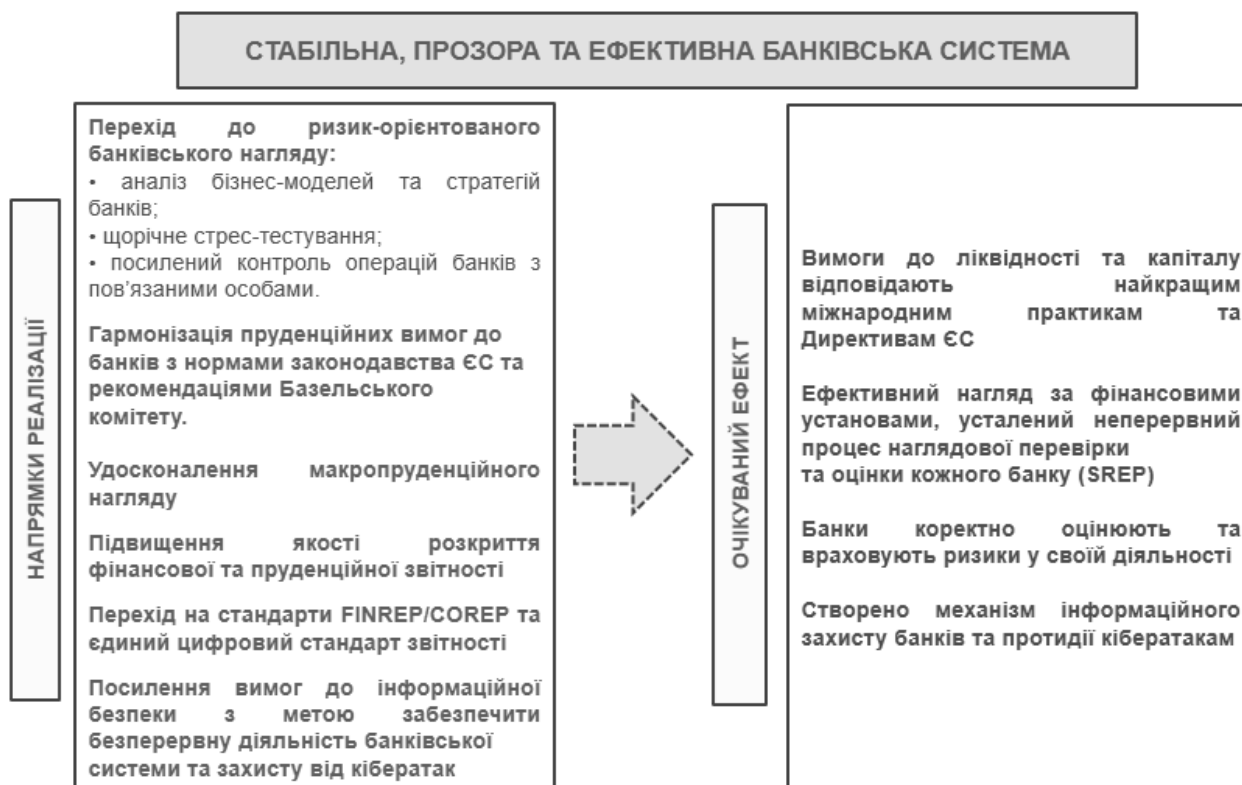 СТАБІЛЬНА, ПРОЗОРА ТА ЕФЕКТИВНА БАНКІВСЬКА СИСТЕМА
НАПРЯМКИ РЕАЛІЗАЦІЇ
Перехід до ризик-орієнтованого
банківського нагляду:
• аналіз бізнес-моделей та стратегій
банків;
• щорічне стрес-тестування;
• посилений контроль операцій банків з
пов’язаними особами.
Гармонізація пруденційних вимог до
банків з нормами законодавства ЄС та
рекомендаціями Базельського
комітету.
Удосконалення макропруденційного
нагляду
Підвищення якості розкриття
фінансової та пруденційної звітності
Перехід на стандарти FINREP/COREP та
єдиний цифровий стандарт звітності
Посилення вимог до інформаційної
безпеки з метою забезпечити
безперервну діяльність банківської
системи та захисту від кібератак
ОЧІКУВАНИЙ ЕФЕКТ
Вимоги до ліквідності та капіталу
відповідають найкращим
міжнародним практикам та
Директивам ЄС
Ефективний нагляд за фінансовими
установами, усталений неперервний
процес наглядової перевірки
та оцінки кожного банку (SREP)
Банки коректно оцінюють та
враховують ризики у своїй діяльності
Створено механізм інформаційного
захисту банків та протидії кібератакам